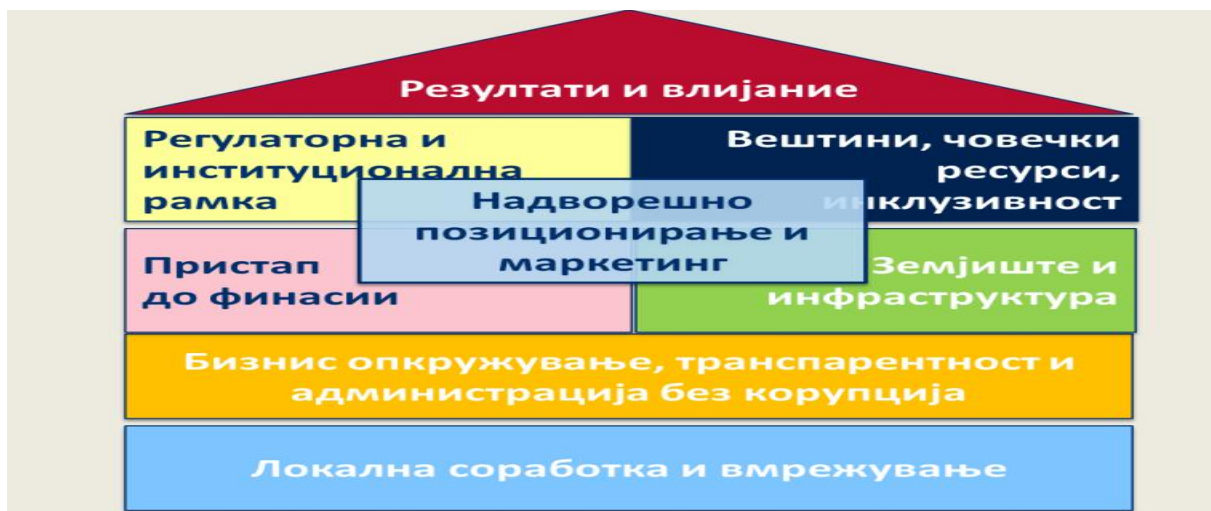 Резултати и влијание
Регулаторна и
институционална
рамка
Вештини, човечки
ресурси,
инклузивност
Надворешно
позиционирање и
маркетинг
Пристап
до финасии
Земјиште и
инфраструктура
Бизнис опкружување, транспарентност и
администрација без корупција
Локална соработка и вмрежување